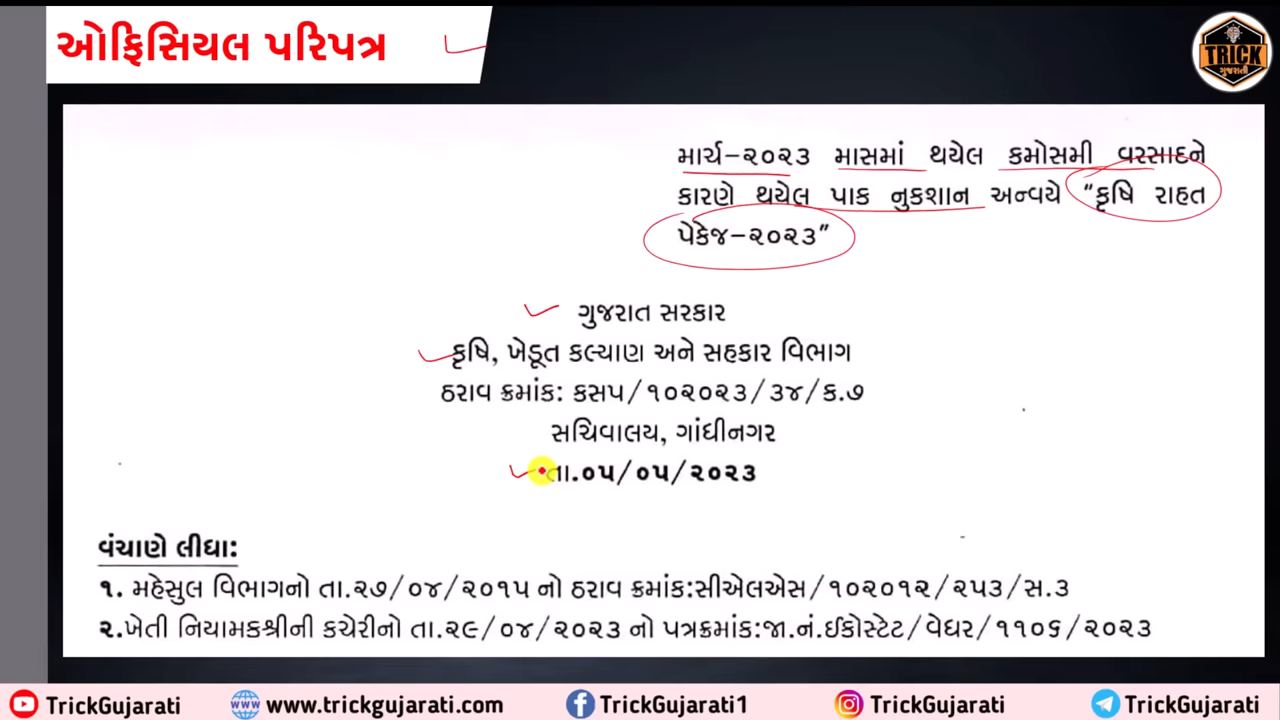 ઓફિસિયલ પરિપત્ર
TRICK
ગુજરાતી
માર્ચ-૨૦૨૩ માસમાં થયેલ કમોસમી વરસાદને
કારણે થયેલ પાક નુકશાન અન્વયે "કૃષિ રાહત
પેકેજ-૨૦૨૩"
ગુજરાત સરકાર
કૃષિ, ખેડૂત કલ્યાણ અને સહકાર વિભાગ
ઠરાવ ક્રમાંક: કસપ/૧૦૨૦૨૩/૩૪/ક.૭
સચિવાલય, ગાંધીનગર
તા.૦૫/૦૫/૨૦૨૩
વંચાણે લીધા:
૧. મહેસુલ વિભાગનો તા.૨૭/૦૪/૨૦૧૫ નો ઠરાવ ક્રમાંક:સીએલએસ/૧૦૨૦૧૨/૨૫૩/સ.૩
૨.ખેતી નિયામકશ્રીની કચેરીનો તા.૨૯/૦૪/૨૦૨૩ નો પત્રક્રમાંક:જા.નં.ઈકોસ્ટેટ/વેધર/૧૧૦૬/૨૦૨૩
TrickGujarati www.trickgujarati.com TrickGujarati1 TrickGujarati TrickGujarati